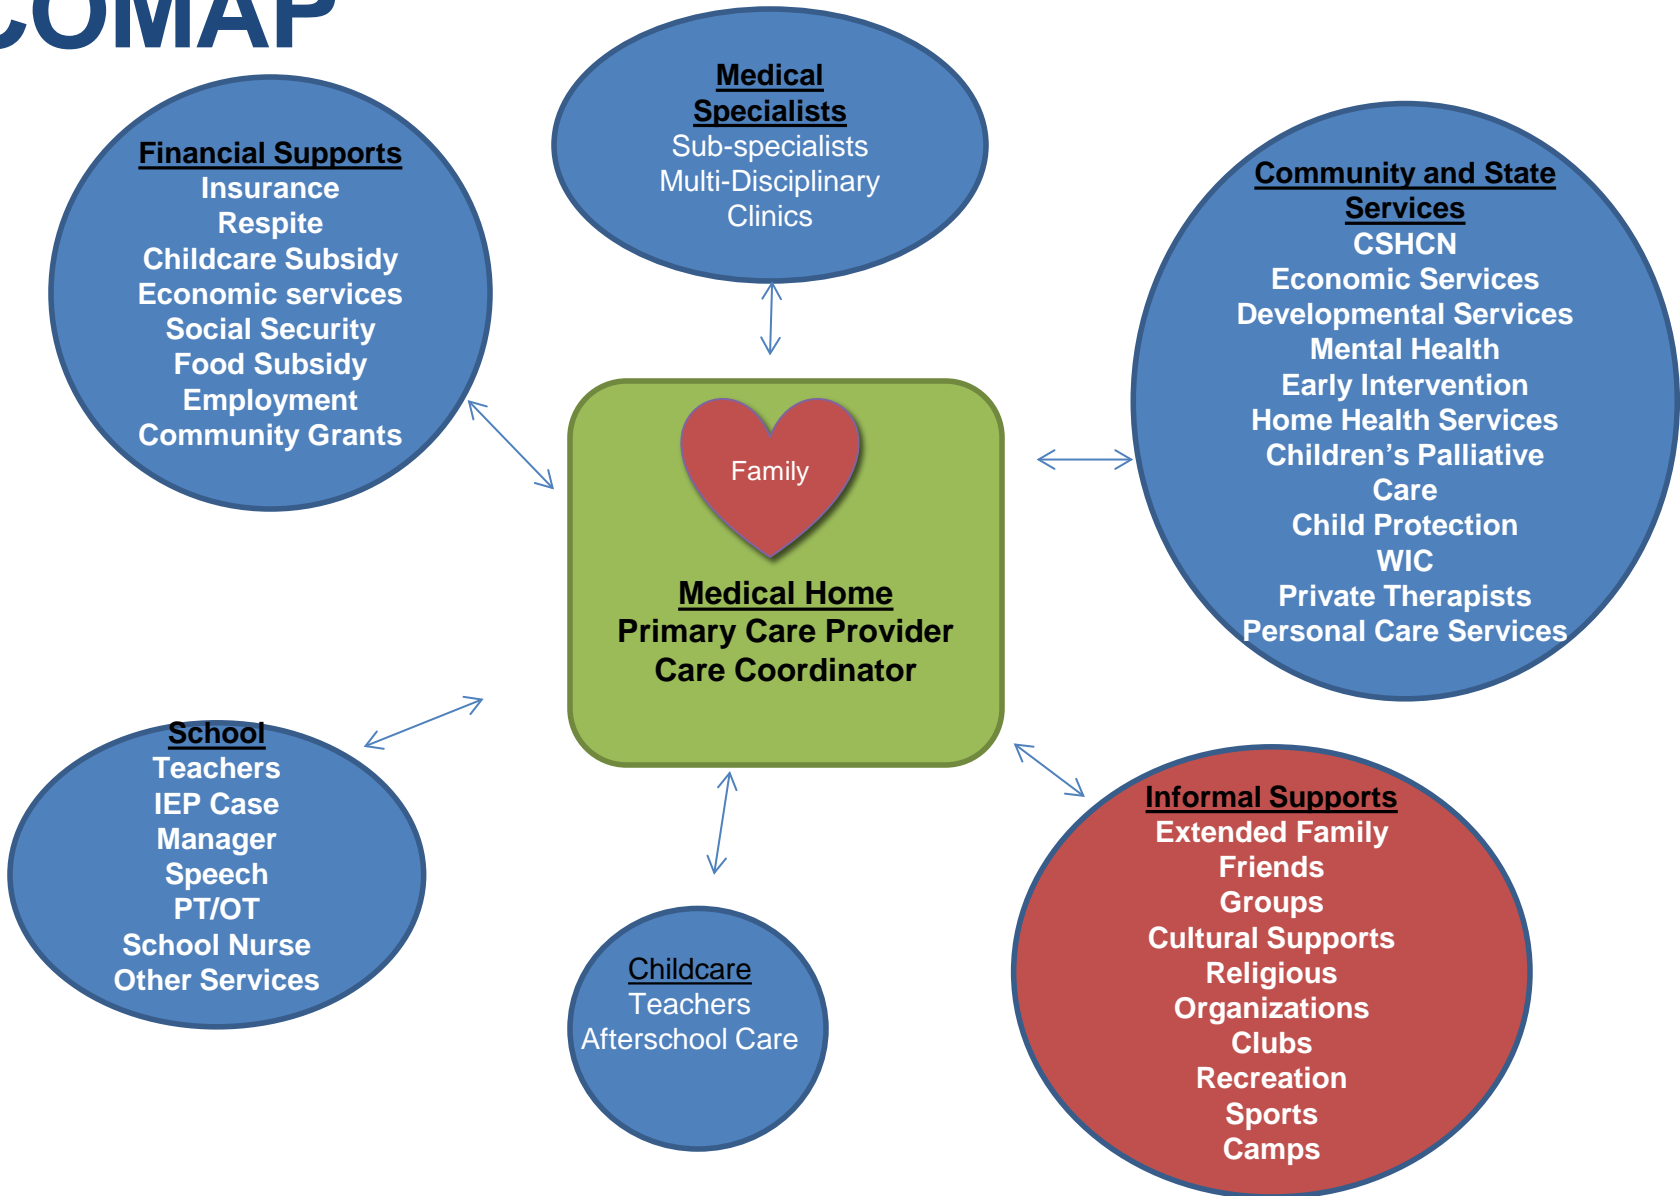 COMAP
Medical
Specialists
Sub-specialists
Multi-Disciplinary
Clinics
Financial Supports
Insurance
Respite
Childcare Subsidy
Economic services
Social Security
Food Subsidy
Employment
Community Grants
Community and State
Services
CSHCN
Economic Services
Developmental Services
Mental Health
Early Intervention
Home Health Services
Children’s Palliative
Care
Child Protection
WIC
Private Therapists
Personal Care Services
Family
Medical Home
Primary Care Provider
Care Coordinator
School
Teachers
IEP Case
Manager
Speech
PT/OT
School Nurse
Other Services
Childcare
Teachers
Afterschool Care
Informal Supports
Extended Family
Friends
Groups
Cultural Supports
Religious
Organizations
Clubs
Recreation
Sports
Camps